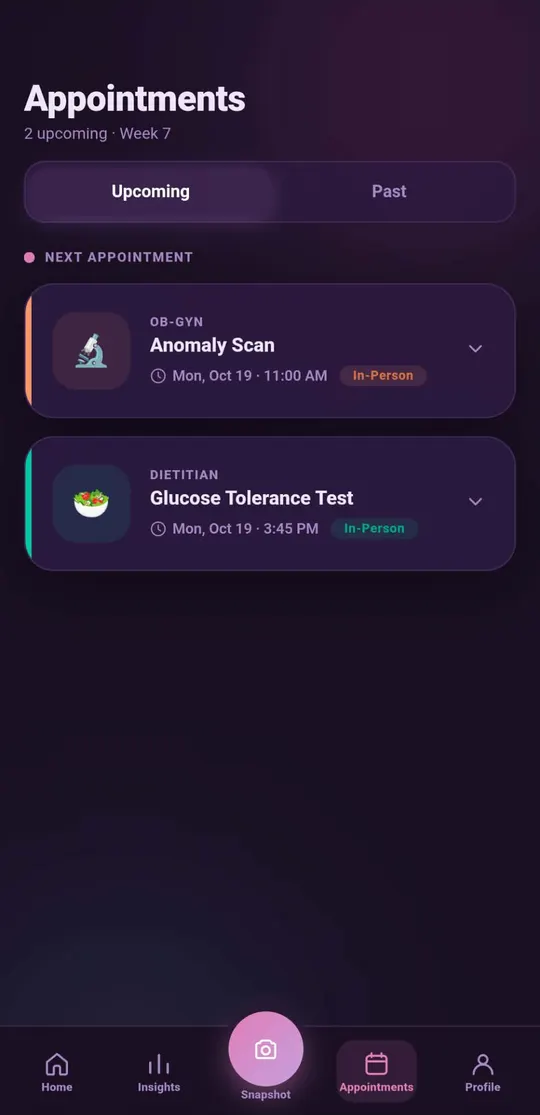 Appointments
2 upcoming · Week 7
Upcoming
Past
NEXT APPOINTMENT
OB-GYN
Anomaly Scan
Mon, Oct 19 · 11:00 AM
In-Person
DIETITIAN
Glucose Tolerance Test
Mon, Oct 19 · 3:45 PM
In-Person
Home
Insights
Snapshot
Appointments
Profile